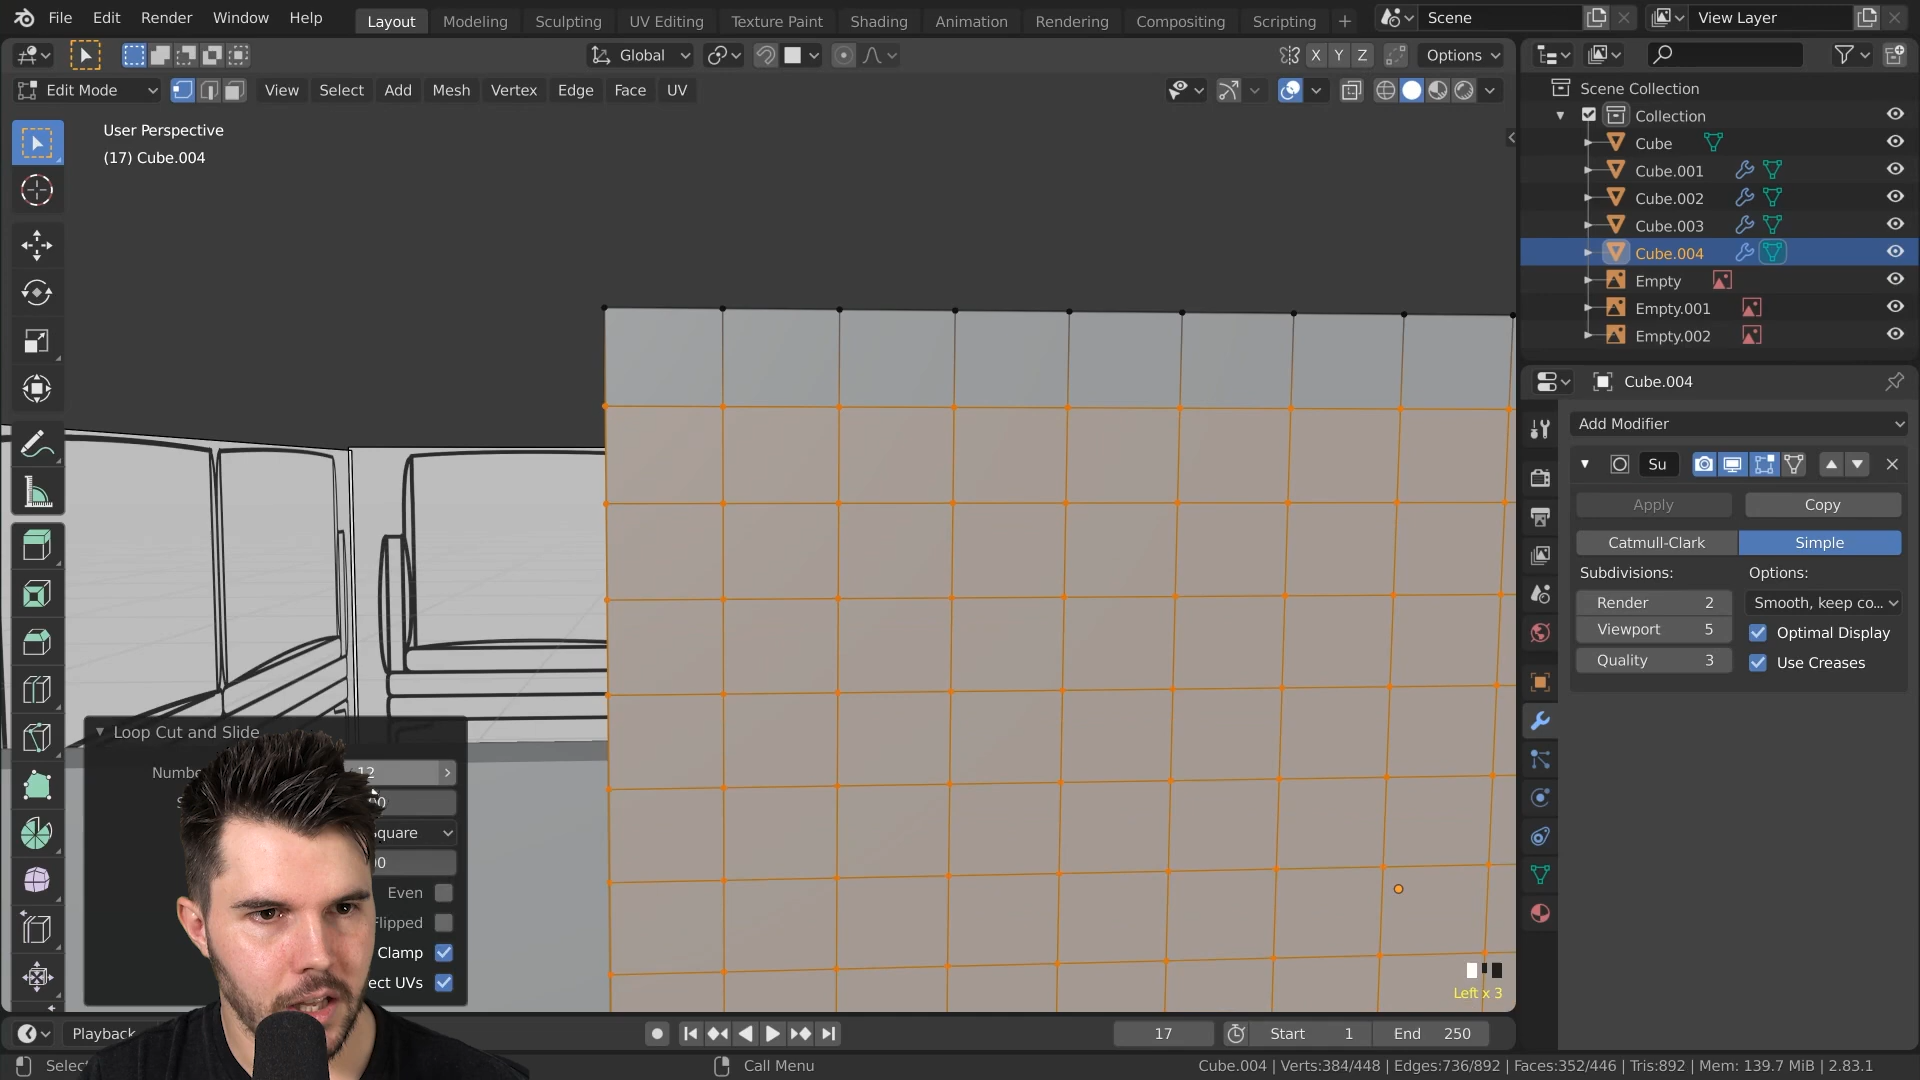 File Edit Render Window Help Layout Modeling Sculpting UV Editing Texture Paint Shading Animation Rendering Compositing Scripting + Scene View Layer
Global X Y Z Options
Edit Mode View Select Add Mesh Vertex Edge Face UV
User Perspective
(17) Cube.004
Scene Collection
Collection
Cube
Cube.001
Cube.002
Cube.003
Cube.004
Empty
Empty.001
Empty.002
Cube.004
Add Modifier
Su
Apply Copy
Catmull-Clark Simple
Subdivisions: Options:
Render 2 Smooth, keep co...
Viewport 5 Optimal Display
Quality 3 Use Creases
Loop Cut and Slide
12
Even
Clamp
Left x 3
Playback 17 Start 1 End 250
Call Menu Cube.004 | Verts:384/448 | Edges:736/892 | Faces:352/446 | Tris:892 | Mem: 139.7 MiB | 2.83.1